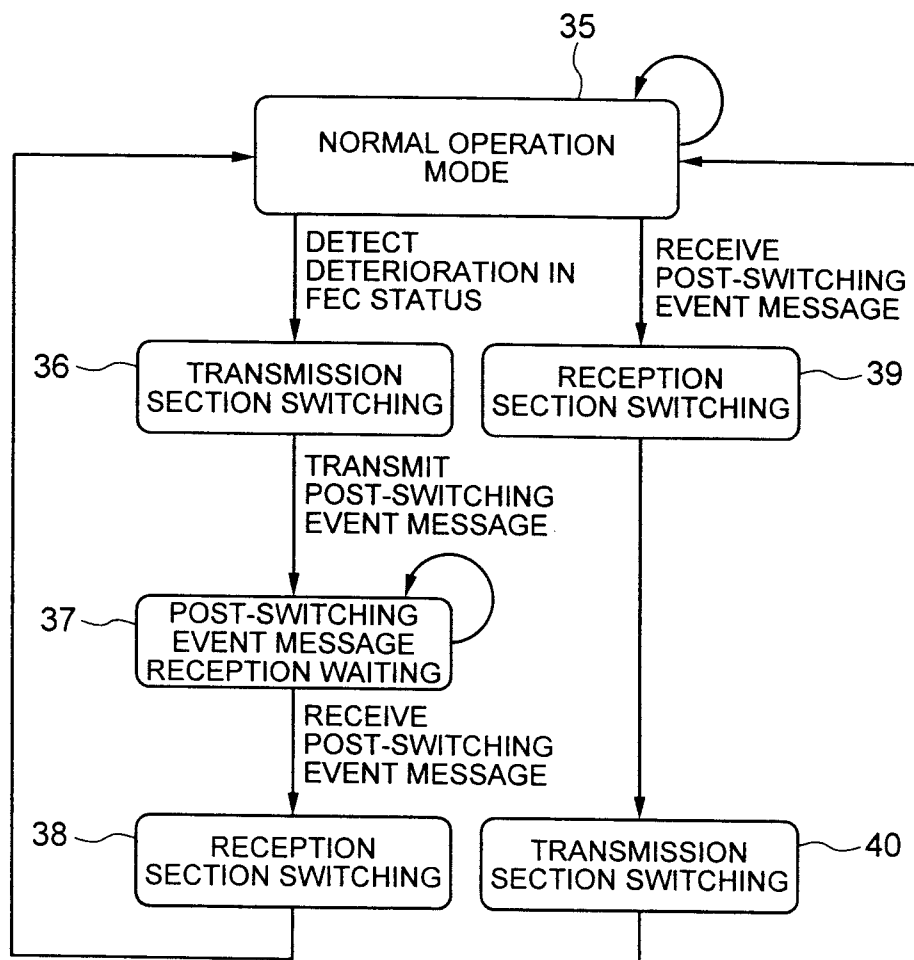 35
NORMAL OPERATION
MODE
DETECT
DETERIORATION IN
FEC STATUS
RECEIVE
POST-SWITCHING
EVENT MESSAGE
36
TRANSMISSION
SECTION SWITCHING
RECEPTION
SECTION SWITCHING
39
TRANSMIT
POST-SWITCHING
EVENT MESSAGE
37
POST-SWITCHING
EVENT MESSAGE
RECEPTION WAITING
RECEIVE
POST-SWITCHING
EVENT MESSAGE
38
RECEPTION
SECTION SWITCHING
TRANSMISSION
SECTION SWITCHING
40